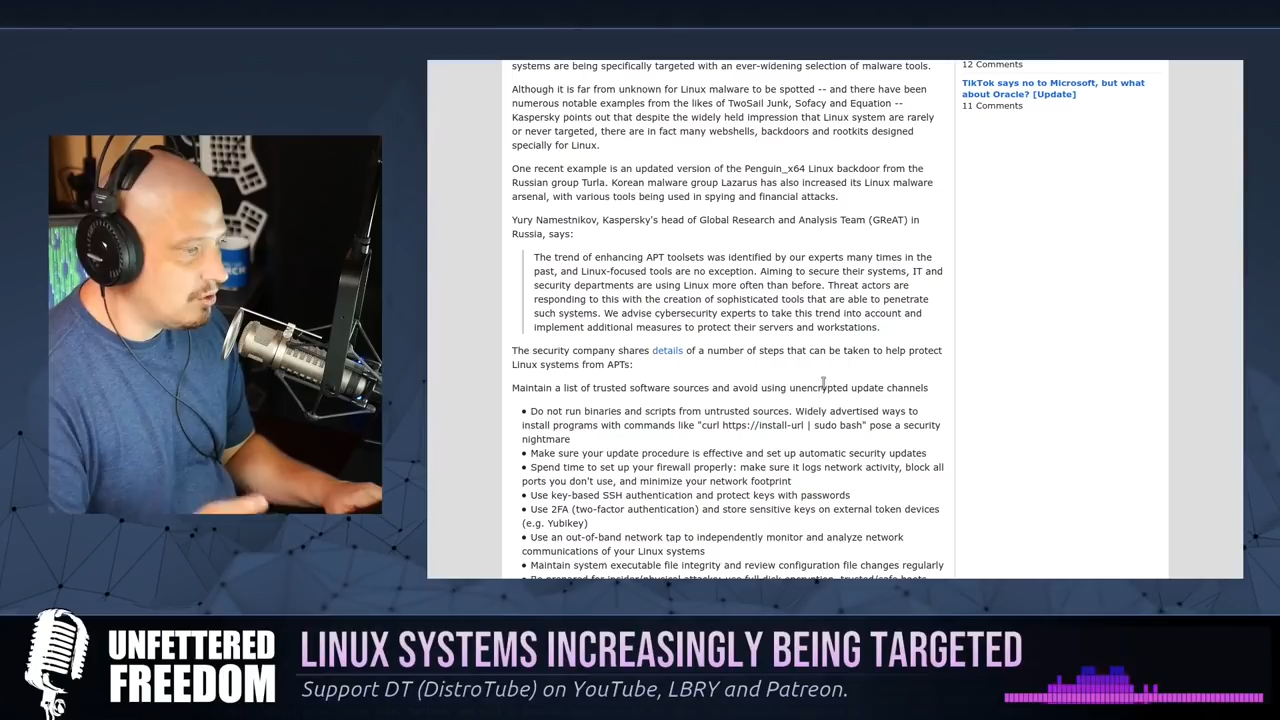 systems are being specifically targeted with an ever-widening selection of malware tools.
Although it is far from unknown for Linux malware to be spotted -- and there have been
numerous notable examples from the likes of TwoSail Junk, Sofacy and Equation --
Kaspersky points out that despite the widely held impression that Linux system are rarely
or never targeted, there are in fact many webshells, backdoors and rootkits designed
specially for Linux.
One recent example is an updated version of the Penguin_x64 Linux backdoor from the
Russian group Turla. Korean malware group Lazarus has also increased its Linux malware
arsenal, with various tools being used in spying and financial attacks.
Yury Namestnikov, Kaspersky's head of Global Research and Analysis Team (GReAT) in
Russia, says:
The trend of enhancing APT toolsets was identified by our experts many times in the
past, and Linux-focused tools are no exception. Aiming to secure their systems, IT and
security departments are using Linux more often than before. Threat actors are
responding to this with the creation of sophisticated tools that are able to penetrate
such systems. We advise cybersecurity experts to take this trend into account and
implement additional measures to protect their servers and workstations.
The security company shares details of a number of steps that can be taken to help protect
Linux systems from APTs:
Maintain a list of trusted software sources and avoid using unencrypted update channels
• Do not run binaries and scripts from untrusted sources. Widely advertised ways to
install programs with commands like "curl https://install-url | sudo bash" pose a security
nightmare
• Make sure your update procedure is effective and set up automatic security updates
• Spend time to set up your firewall properly: make sure it logs network activity, block all
ports you don't use, and minimize your network footprint
• Use key-based SSH authentication and protect keys with passwords
• Use 2FA (two-factor authentication) and store sensitive keys on external token devices
(e.g. Yubikey)
• Use an out-of-band network tap to independently monitor and analyze network
communications of your Linux systems
• Maintain system executable file integrity and review configuration file changes regularly
• Be prepared for insider/physical attacks: use full disk encryption, trusted/safe boots
12 Comments
TikTok says no to Microsoft, but what
about Oracle? [Update]
11 Comments
UNFETTERED
FREEDOM
LINUX SYSTEMS INCREASINGLY BEING TARGETED
Support DT (DistroTube) on YouTube, LBRY and Patreon.